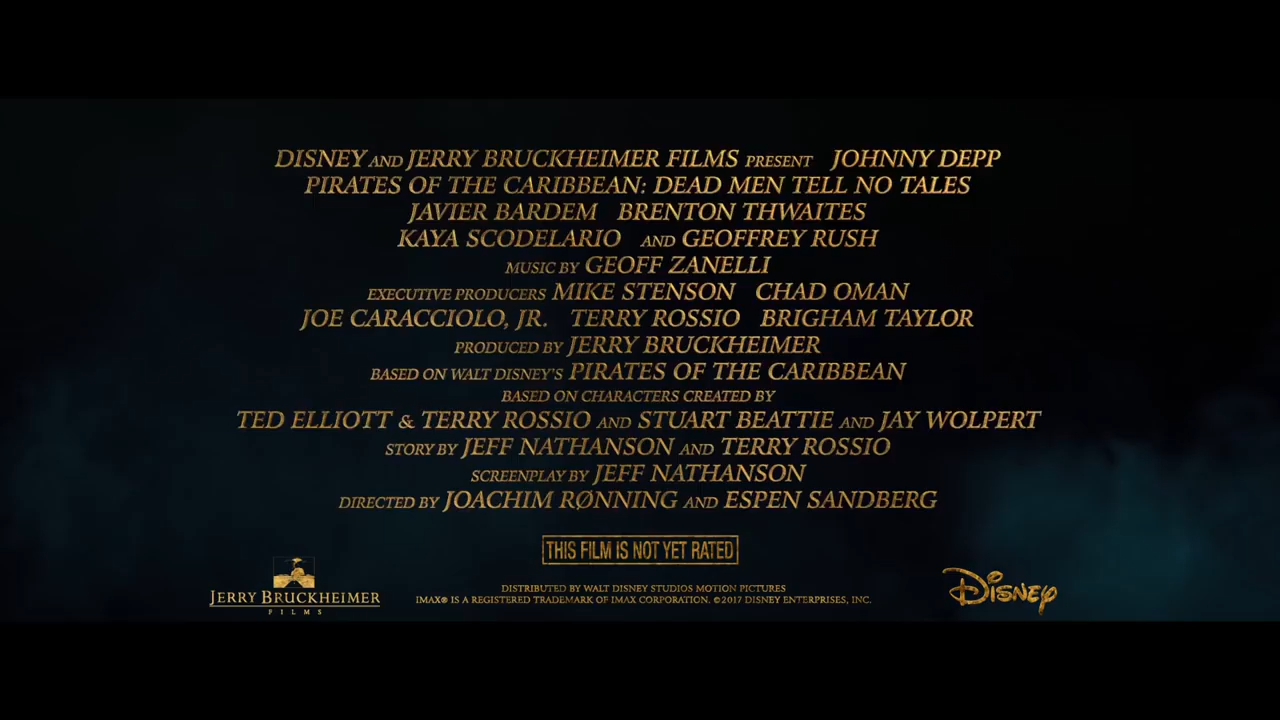 DISNEY AND JERRY BRUCKHEIMER FILMS PRESENT JOHNNY DEPP
PIRATES OF THE CARIBBEAN: DEAD MEN TELL NO TALES
JAVIER BARDEM BRENTON THWAITES
KAYA SCODELARIO AND GEOFFREY RUSH
MUSIC BY GEOFF ZANELLI
EXECUTIVE PRODUCERS MIKE STENSON CHAD OMAN
JOE CARACCIOLO, JR. TERRY ROSSIO BRIGHAM TAYLOR
PRODUCED BY JERRY BRUCKHEIMER
BASED ON WALT DISNEY'S PIRATES OF THE CARIBBEAN
BASED ON CHARACTERS CREATED BY
TED ELLIOTT & TERRY ROSSIO AND STUART BEATTIE AND JAY WOLPERT
STORY BY JEFF NATHANSON AND TERRY ROSSIO
SCREENPLAY BY JEFF NATHANSON
DIRECTED BY JOACHIM RØNNING AND ESPEN SANDBERG
THIS FILM IS NOT YET RATED
JERRY BRUCKHEIMER
FILMS
DISTRIBUTED BY WALT DISNEY STUDIOS MOTION PICTURES
IMAX® IS A REGISTERED TRADEMARK OF IMAX CORPORATION. ©2017 DISNEY ENTERPRISES, INC.
Disney